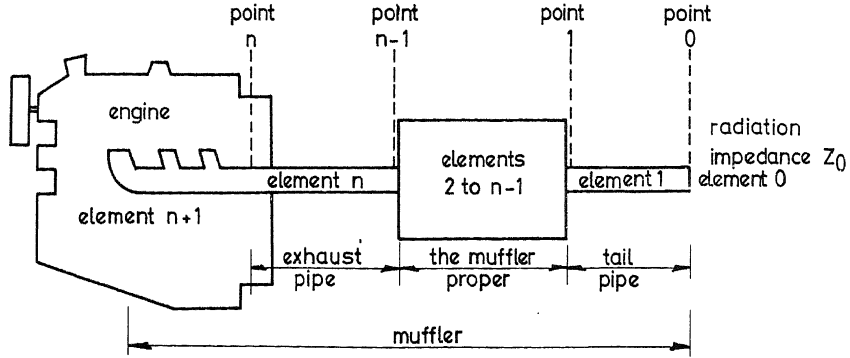 point
n
point
n-1
point
1
point
0
engine
radiation
impedance Z0
elements
2 to n-1
element n
element 1
element 0
element n+1
exhaust
pipe
the muffler
proper
tail
pipe
muffler